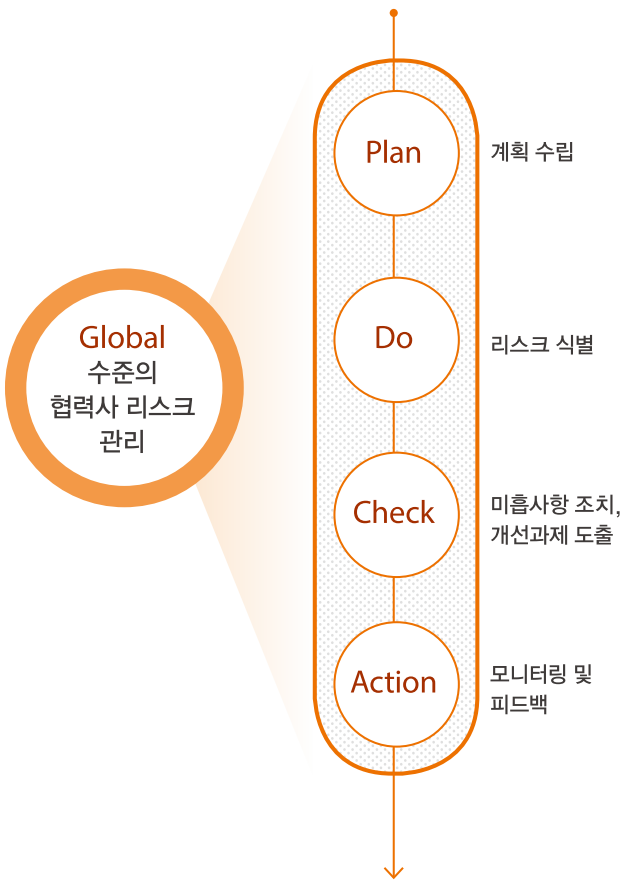 Global
수준의
협력사 리스크
관리
Plan
계획 수립
Do
리스크 식별
Check
미흡사항 조치,
개선과제 도출
Action
모니터링 및
피드백